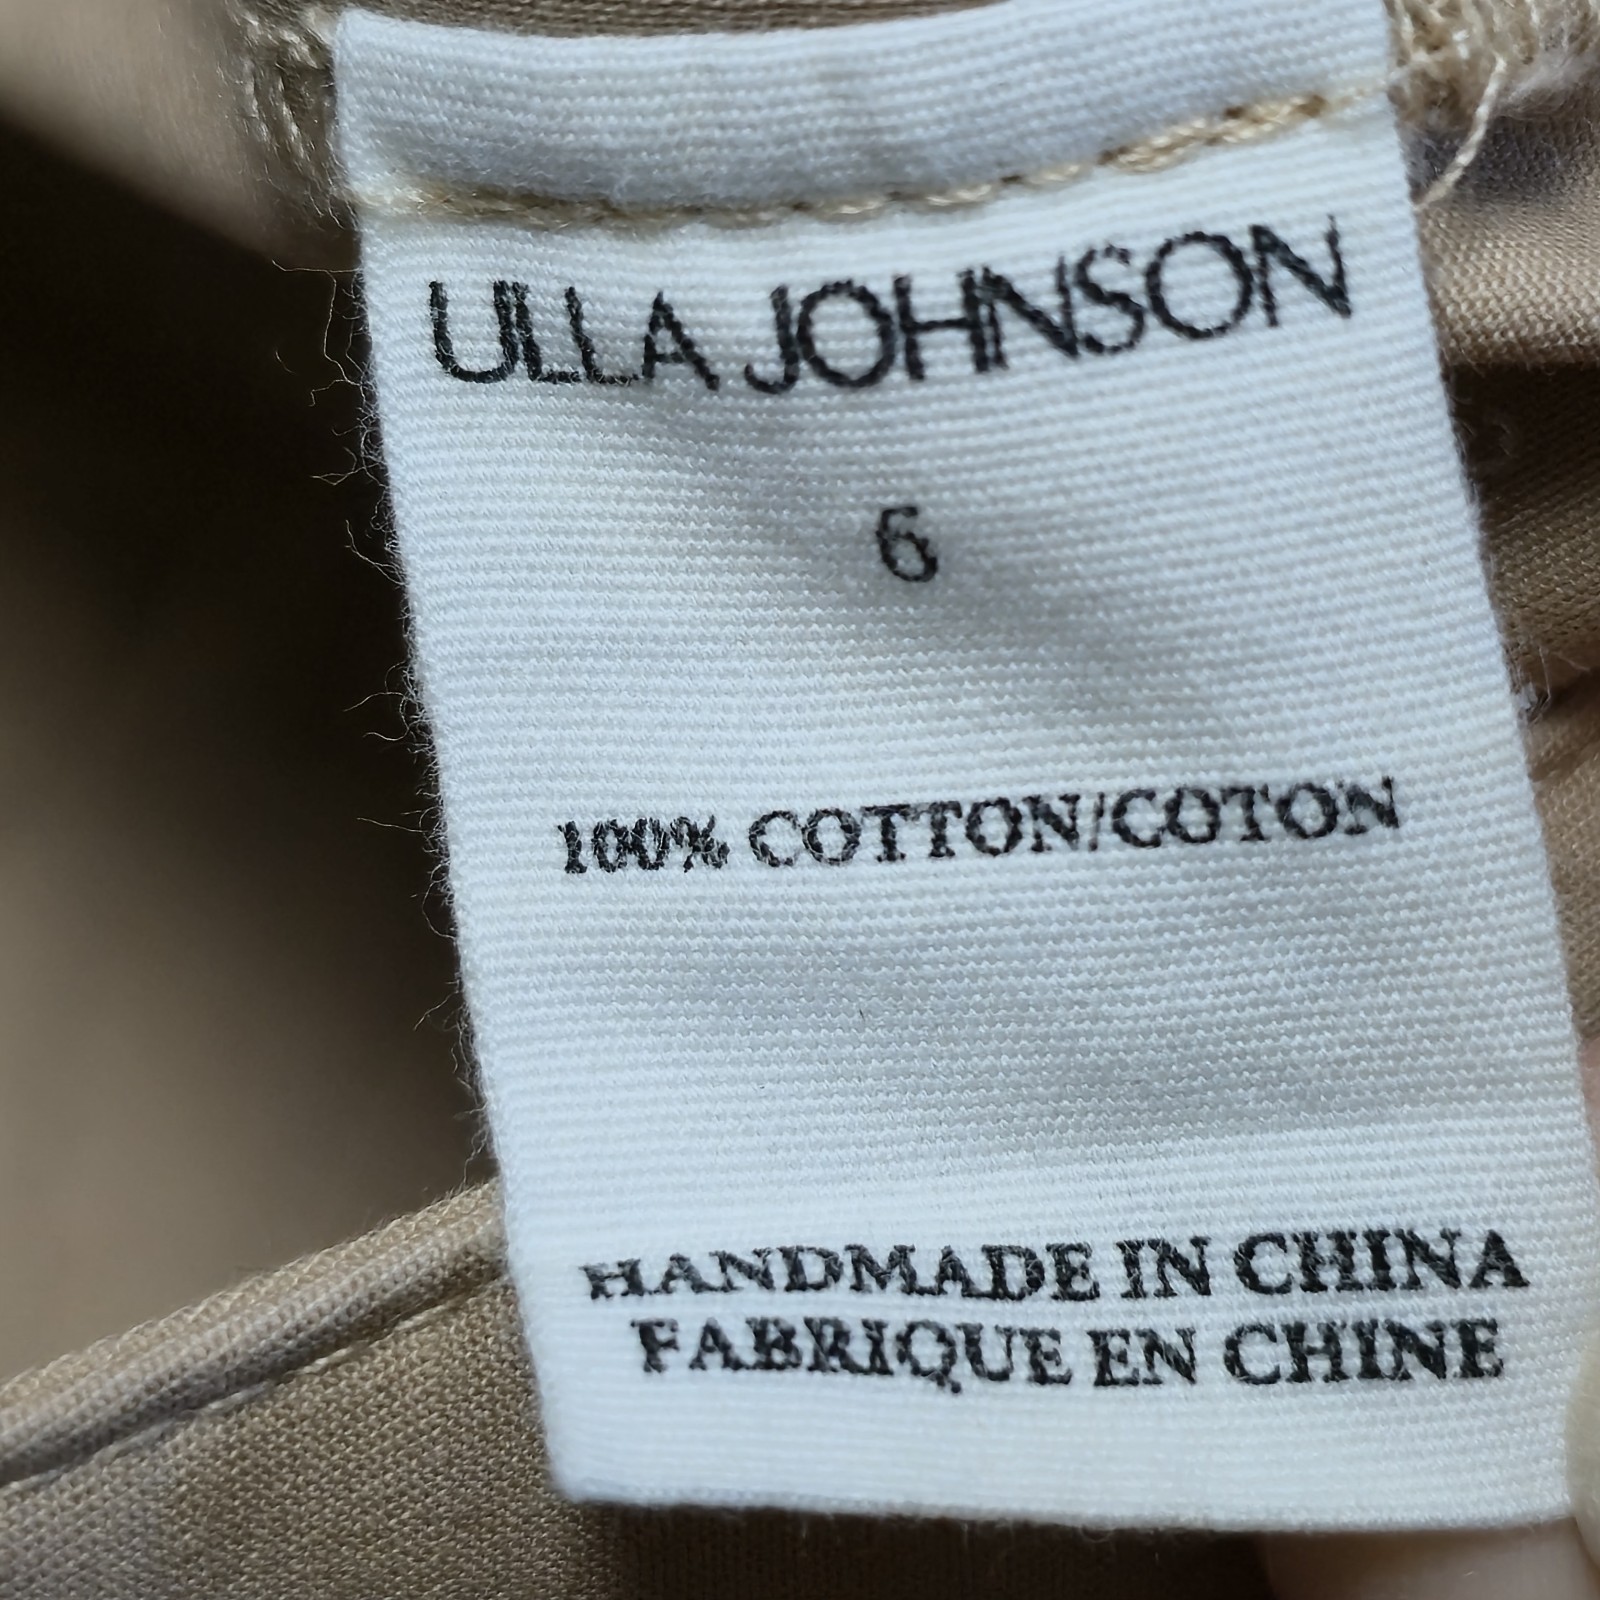 ULLA JOHNSON
6
100% COTTON/COTON
HANDMADE IN CHINA
FABRIQUE EN CHINE